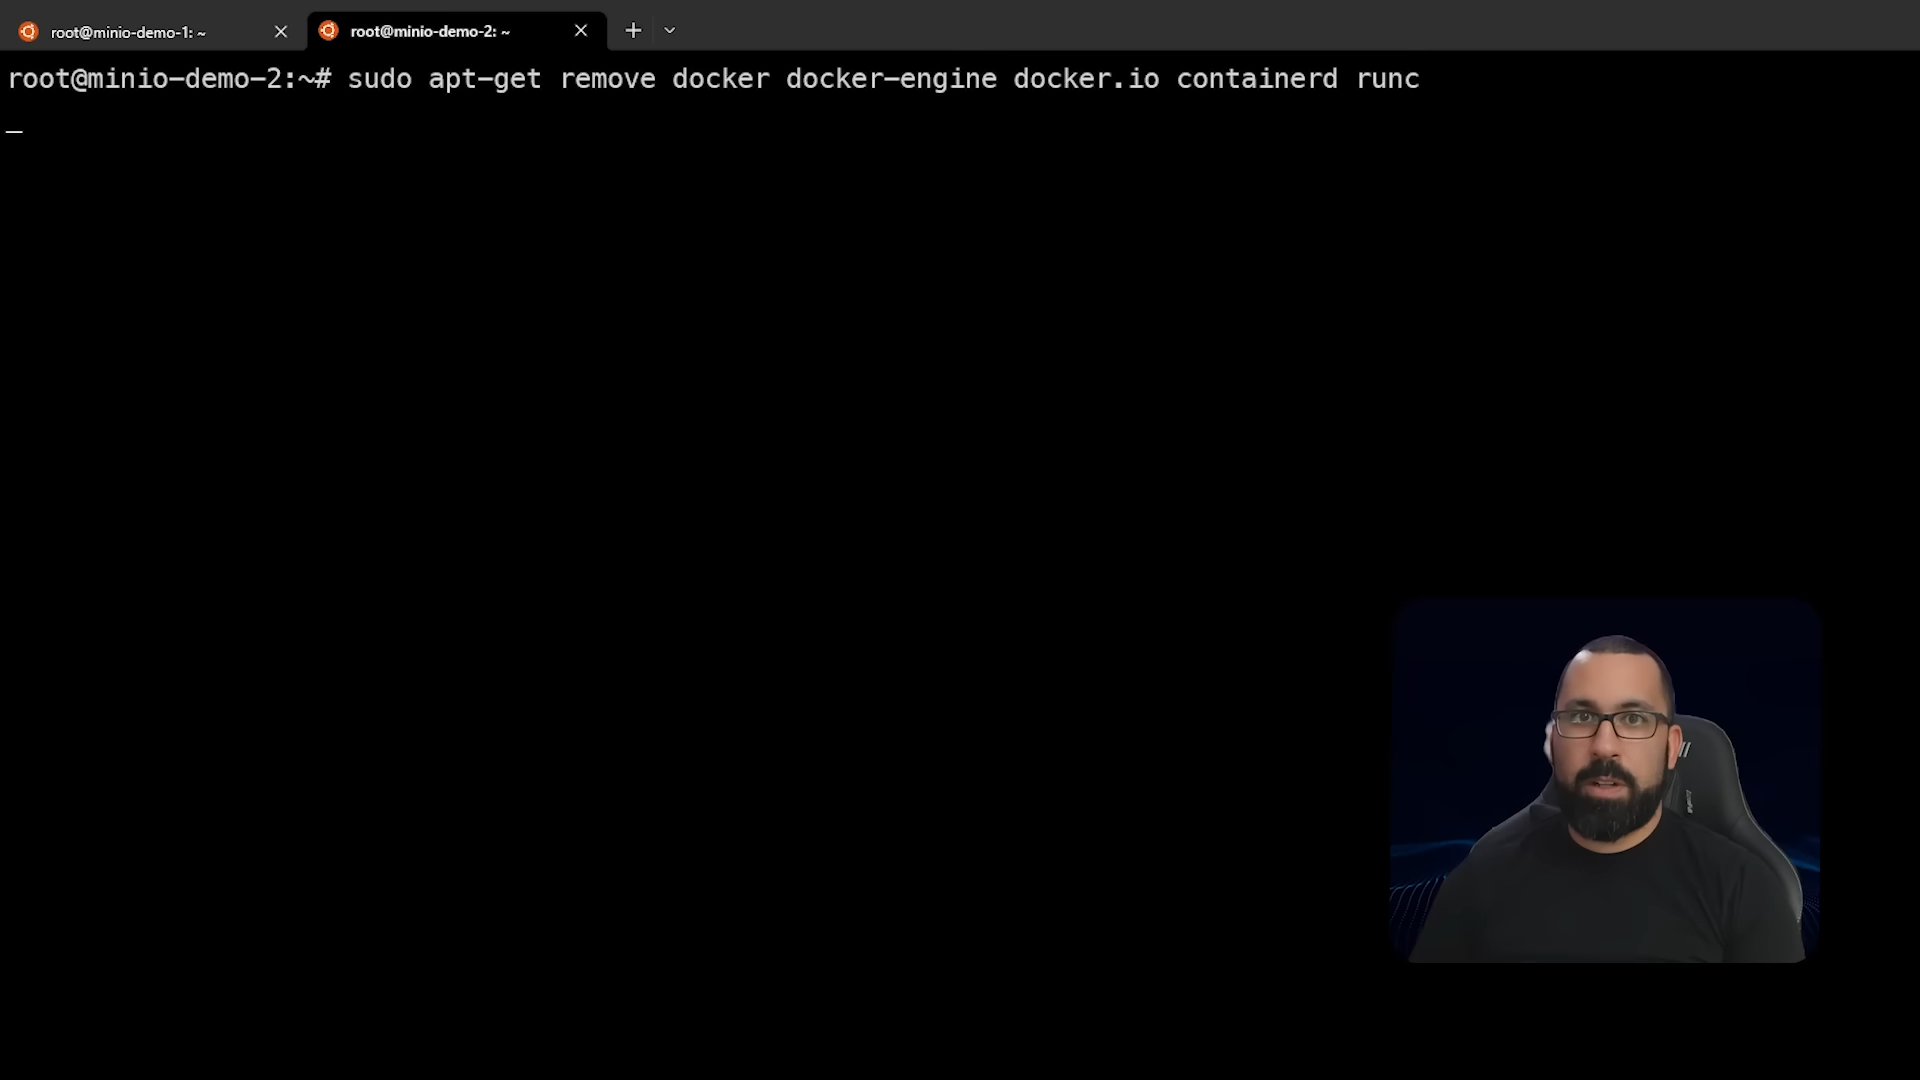 root@minio-demo-1: ~
root@minio-demo-2: ~
root@minio-demo-2:~# sudo apt-get remove docker docker-engine docker.io containerd runc